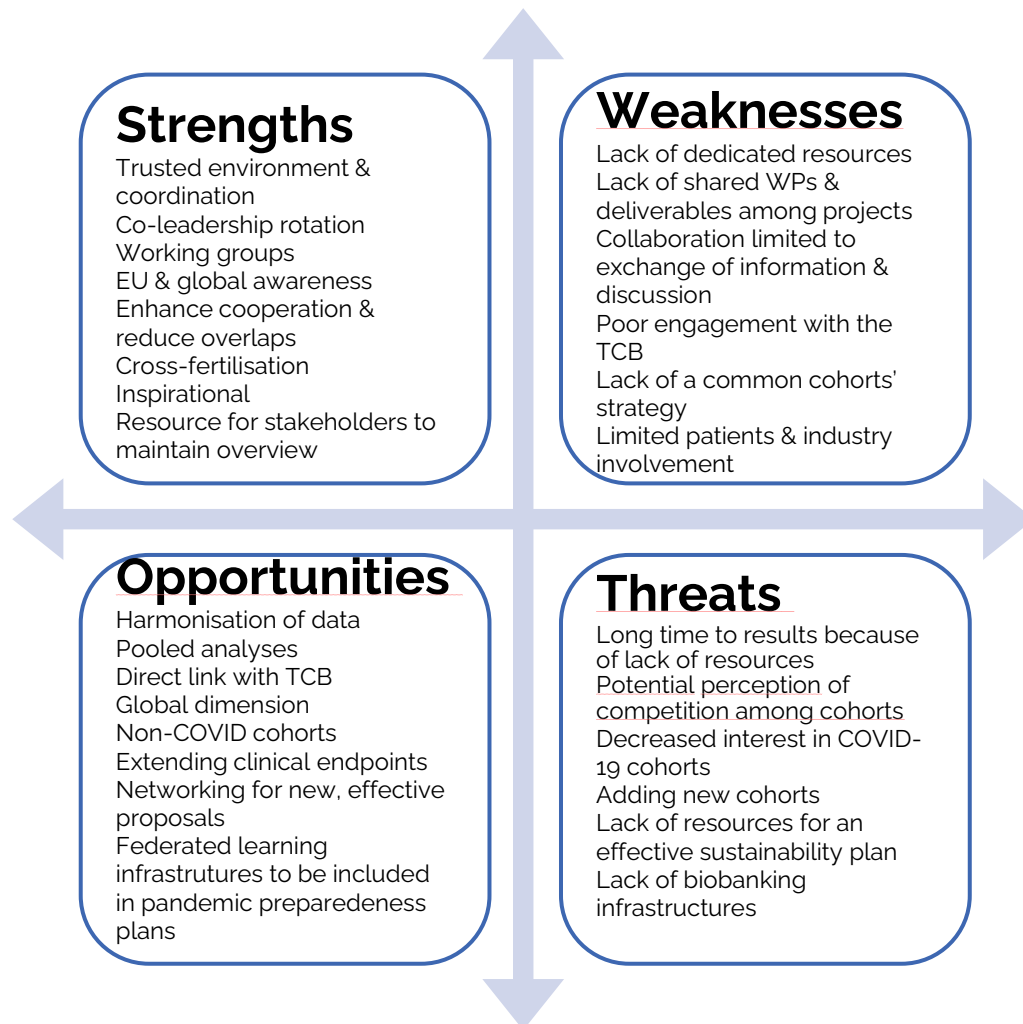 Strengths
Trusted environment &
coordination
Co-leadership rotation
Working groups
EU & global awareness
Enhance cooperation &
reduce overlaps
Cross-fertilisation
Inspirational
Resource for stakeholders to
maintain overview
Weaknesses
Lack of dedicated resources
Lack of shared WPs &
deliverables among projects
Collaboration limited to
exchange of information &
discussion
Poor engagement with the
TCB
Lack of a common cohorts’
strategy
Limited patients & industry
involvement
Opportunities
Harmonisation of data
Pooled analyses
Direct link with TCB
Global dimension
Non-COVID cohorts
Extending clinical endpoints
Networking for new, effective
proposals
Federated learning
infrastrutures to be included
in pandemic preparedeness
plans
Threats
Long time to results because
of lack of resources
Potential perception of
competition among cohorts
Decreased interest in COVID-
19 cohorts
Adding new cohorts
Lack of resources for an
effective sustainability plan
Lack of biobanking
infrastructures